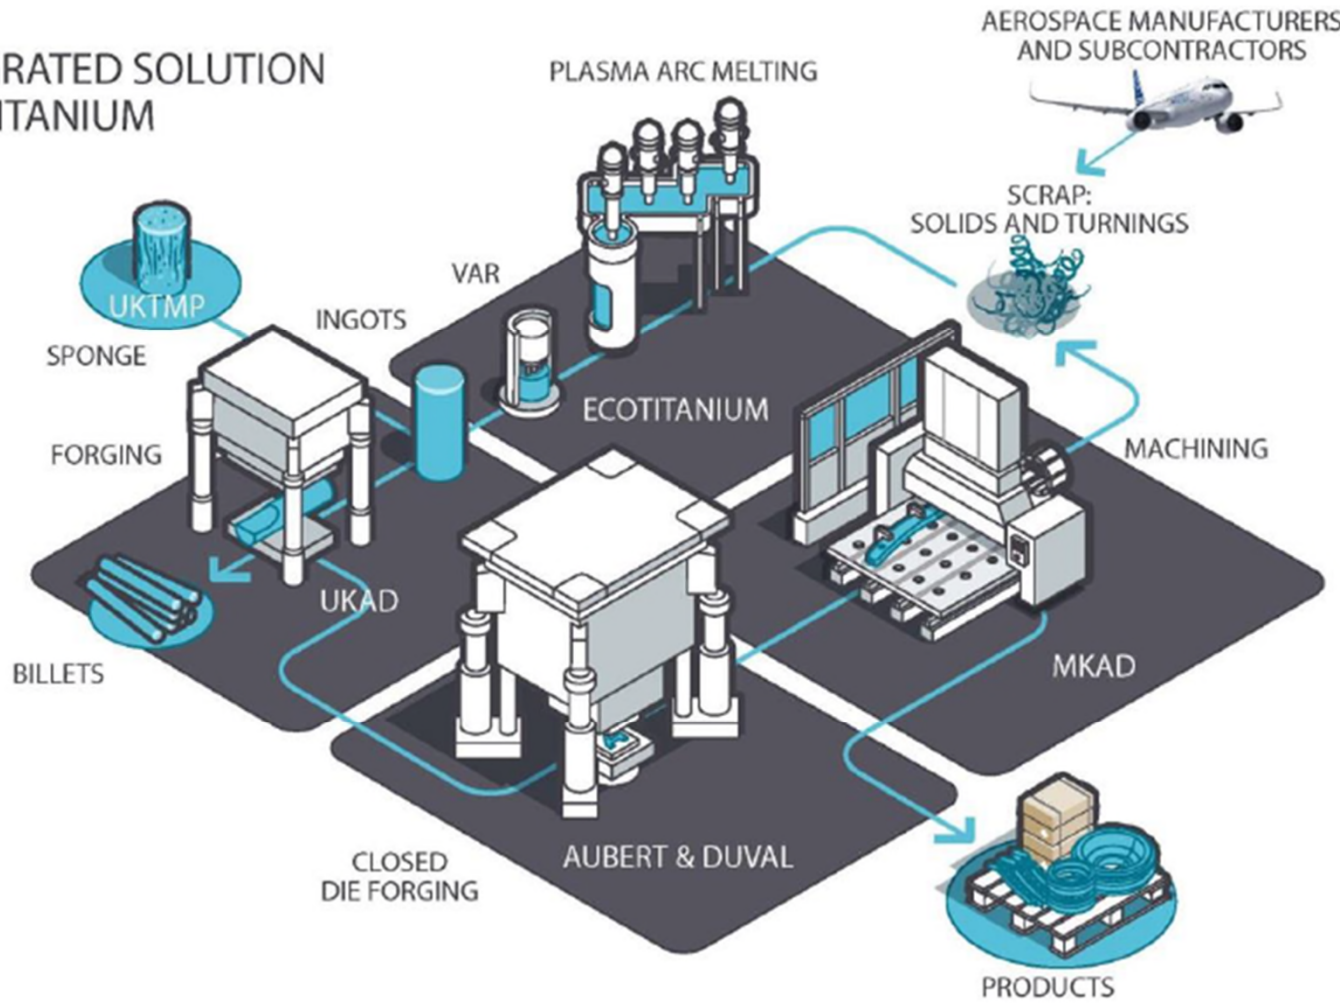 RATED SOLUTION
ITANIUM
PLASMA ARC MELTING
AEROSPACE MANUFACTURERS
AND SUBCONTRACTORS
SCRAP:
SOLIDS AND TURNINGS
VAR
UKTMP
INGOTS
SPONGE
ECOTITANIUM
FORGING
MACHINING
UKAD
BILLETS
MKAD
CLOSED
DIE FORGING
AUBERT & DUVAL
PRODUCTS